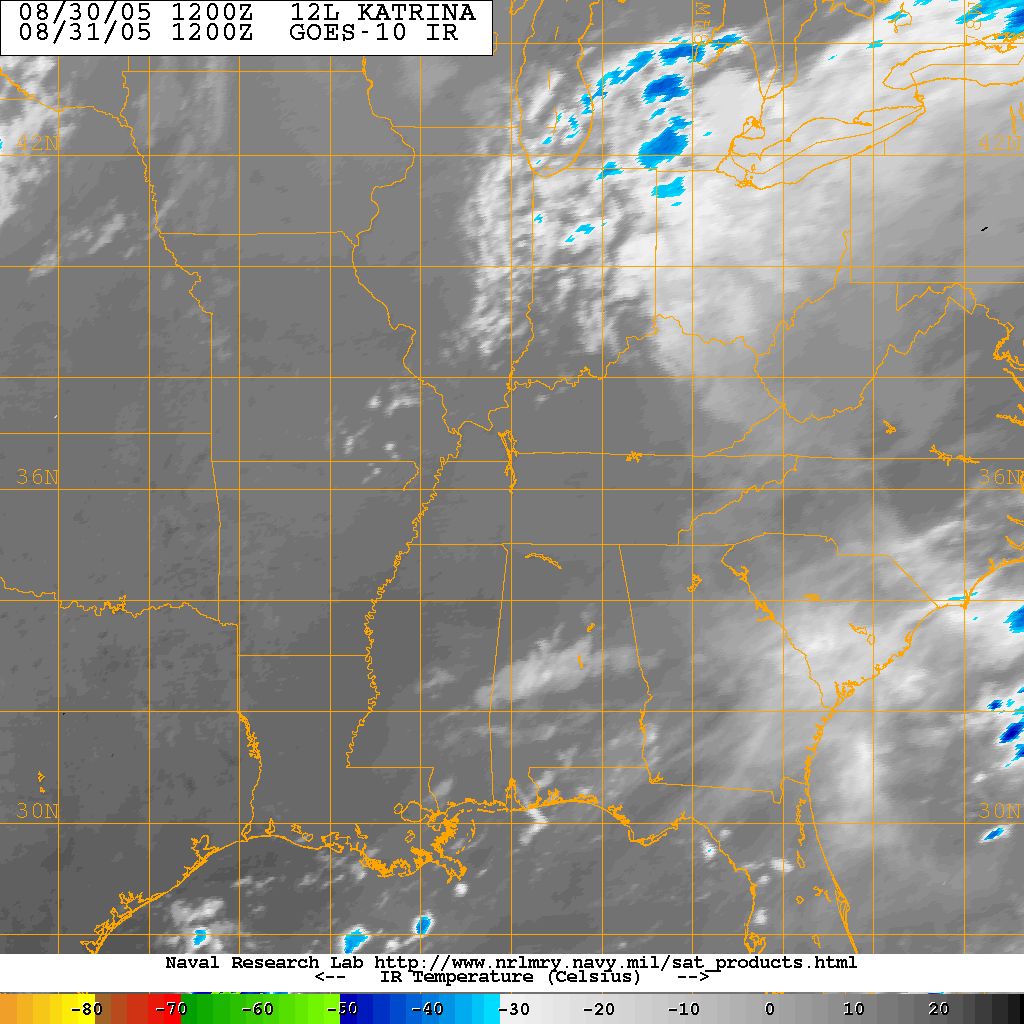 08/30/05 1200Z 12L KATRINA
08/31/05 1200Z GOES-10 IR
42N 42N
36N 36N
30N 30N
Naval Research Lab http://www.nrlmry.navy.mil/sat_products.html
<-- IR Temperature (Celsius) -->
-80 -70 -60 -50 -40 -30 -20 -10 0 10 20